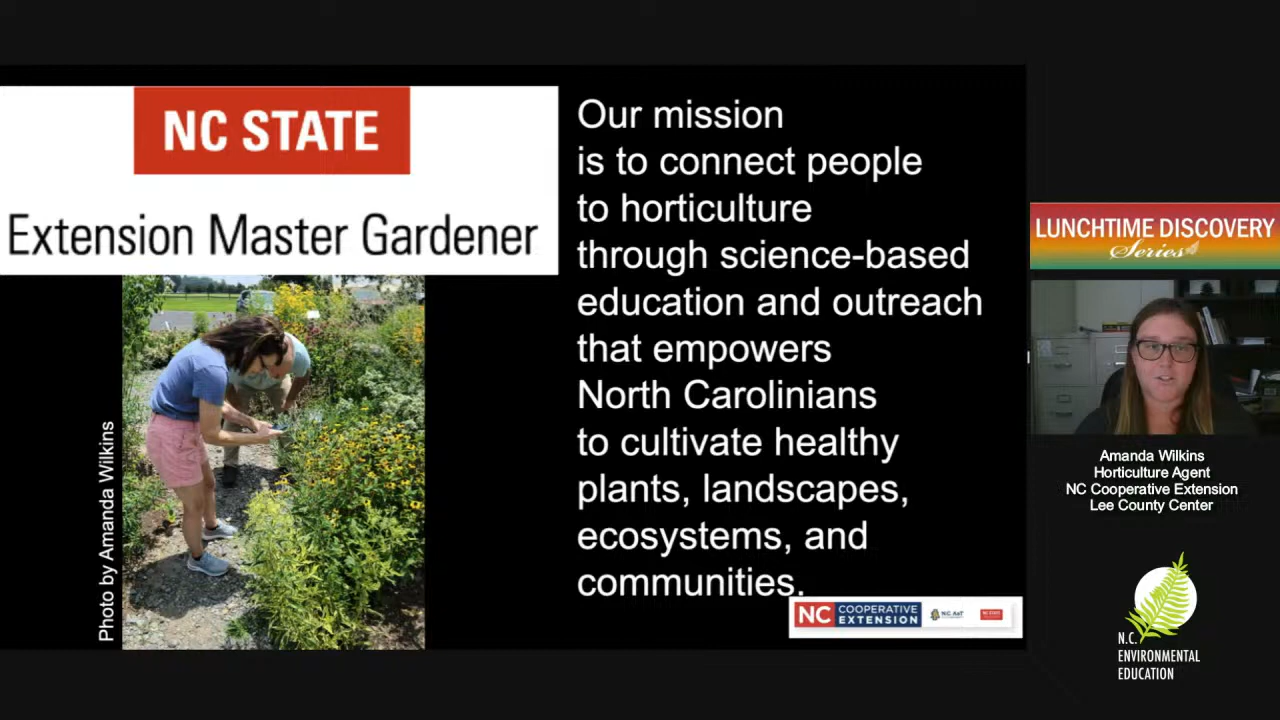 NC STATE
Extension Master Gardener
Photo by Amanda Wilkins
Our mission
is to connect people
to horticulture
through science-based
education and outreach
that empowers
North Carolinians
to cultivate healthy
plants, landscapes,
ecosystems, and
communities.
NC COOPERATIVE
EXTENSION
N.C. A&T
NC STATE
LUNCHTIME DISCOVERY
Series
Amanda Wilkins
Horticulture Agent
NC Cooperative Extension
Lee County Center
N.C.
ENVIRONMENTAL
EDUCATION